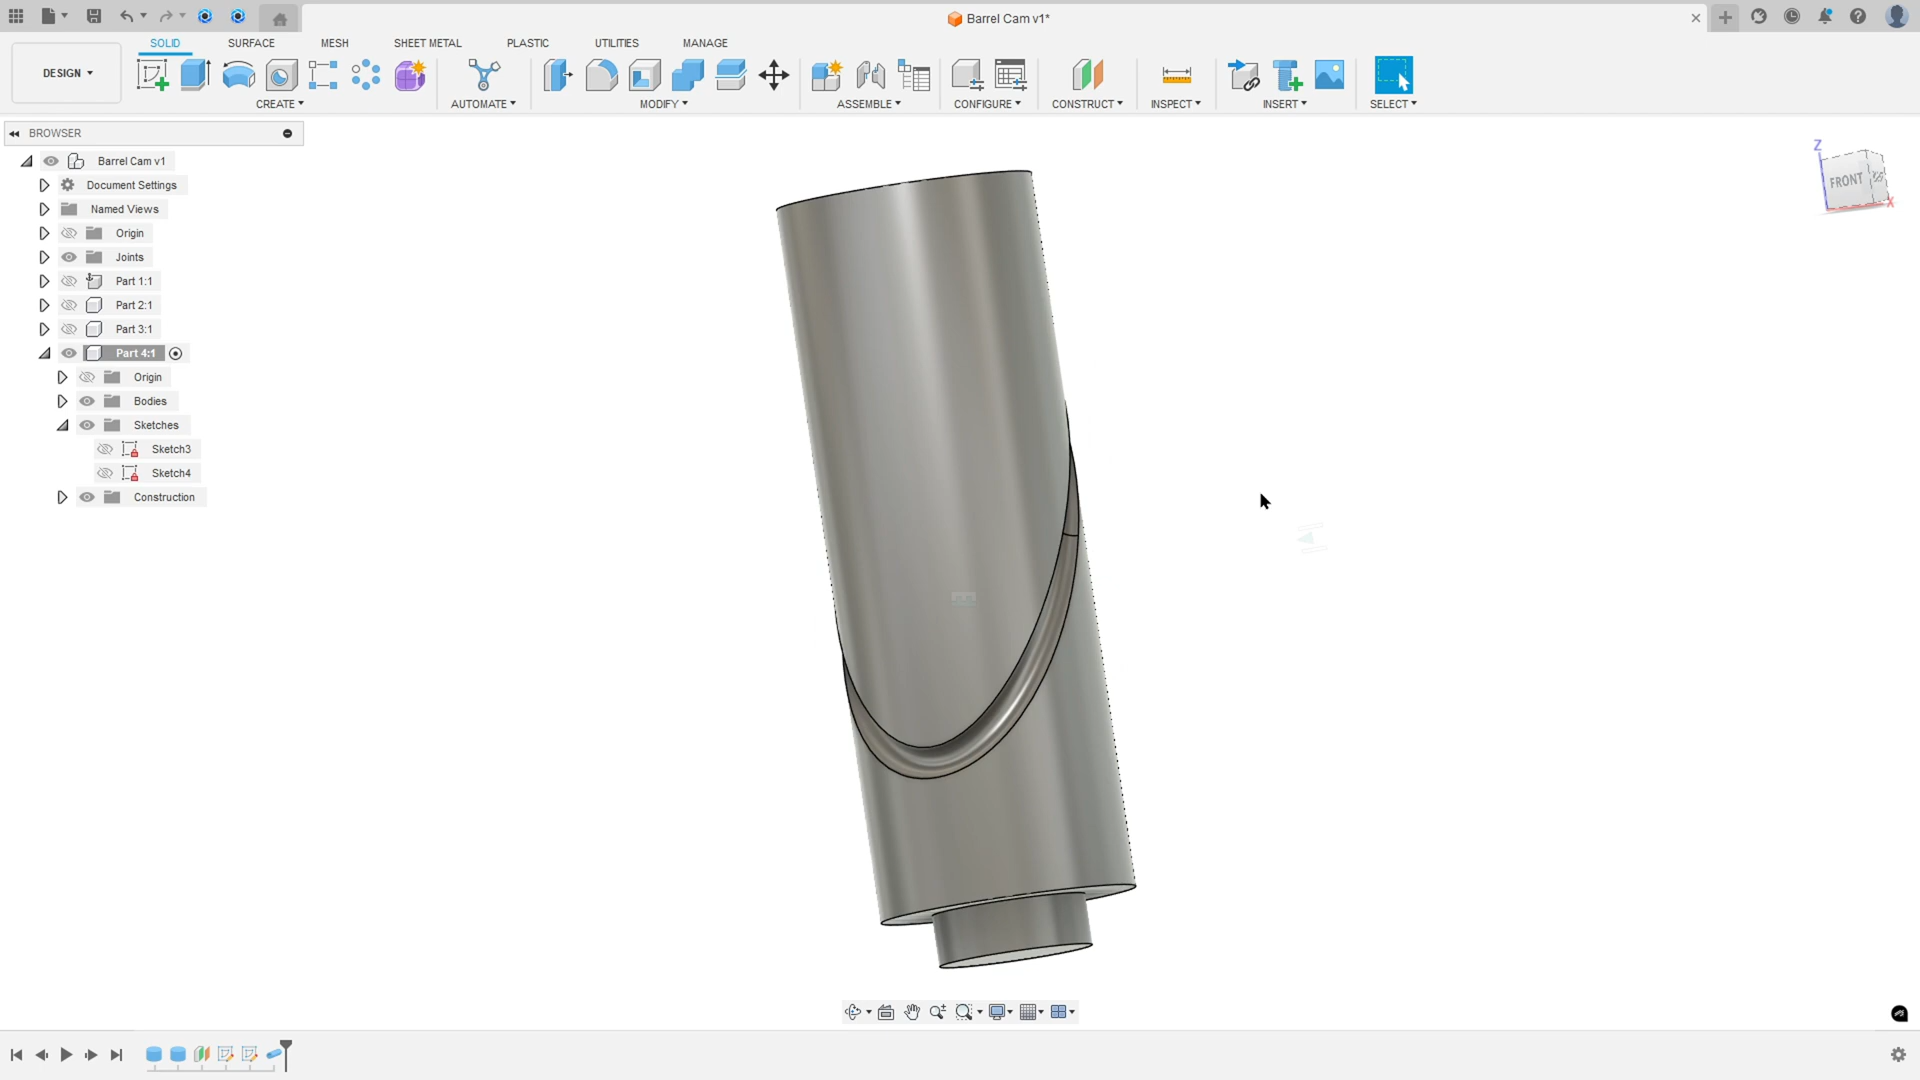 Barrel Cam v1*
SOLID SURFACE MESH SHEET METAL PLASTIC UTILITIES MANAGE
DESIGN
CREATE AUTOMATE MODIFY ASSEMBLE CONFIGURE CONSTRUCT INSPECT INSERT SELECT
BROWSER
Barrel Cam v1
Document Settings
Named Views
Origin
Joints
Part 1:1
Part 2:1
Part 3:1
Part 4:1
Origin
Bodies
Sketches
Sketch3
Sketch4
Construction
Z
FRONT
X